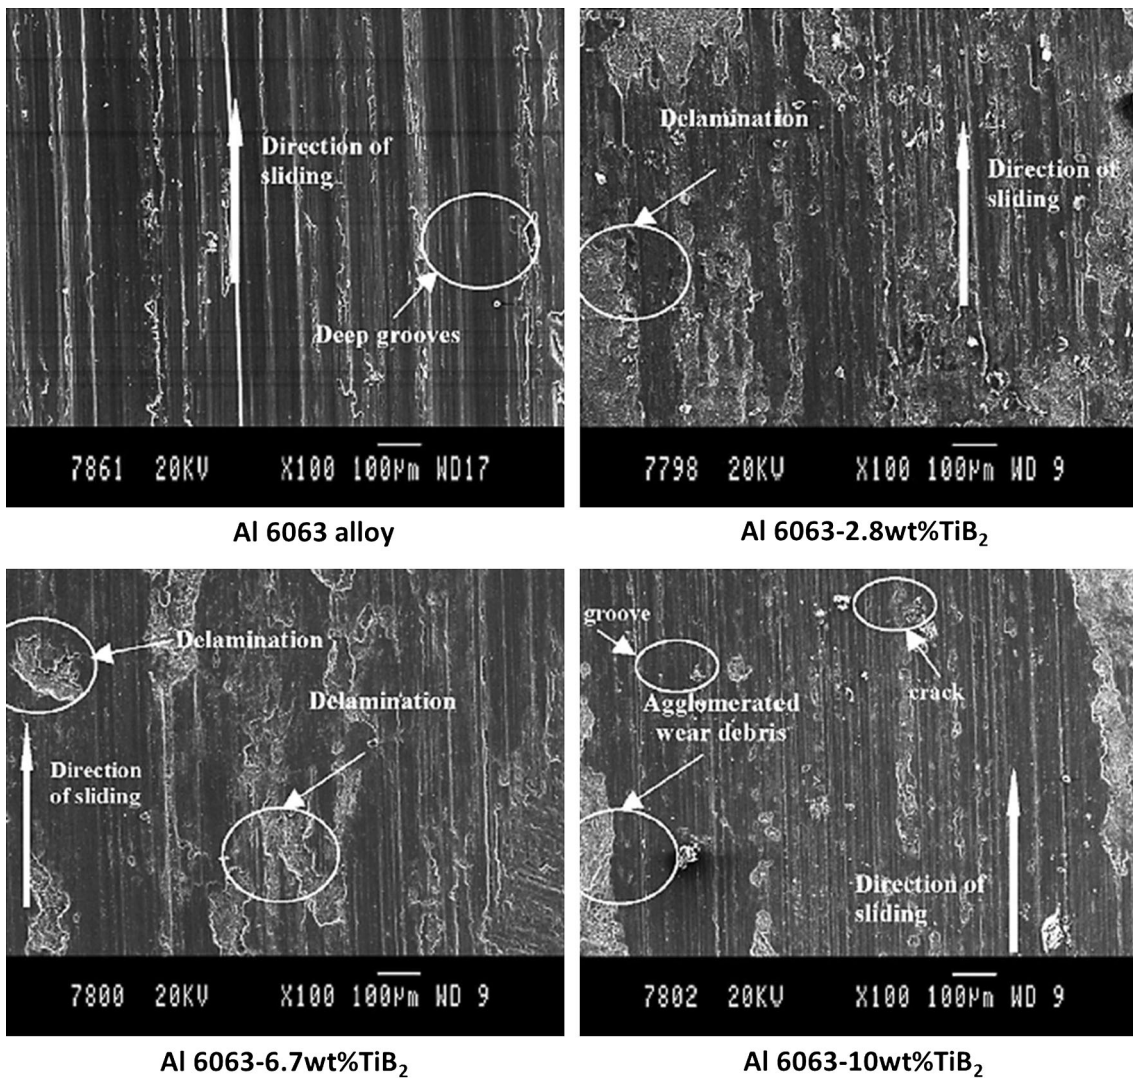 Direction of
sliding
Deep grooves
7861 20KV X100 100µm WD17
Al 6063 alloy
Delamination
Direction of
sliding
7798 20KV X100 100µm WD 9
Al 6063-2.8wt%TiB₂
Delamination
Delamination
Direction
of sliding
7800 20KV X100 100µm WD 9
Al 6063-6.7wt%TiB₂
groove
crack
Agglomerated
wear debris
Direction of
sliding
7802 20KV X100 100µm WD 9
Al 6063-10wt%TiB₂